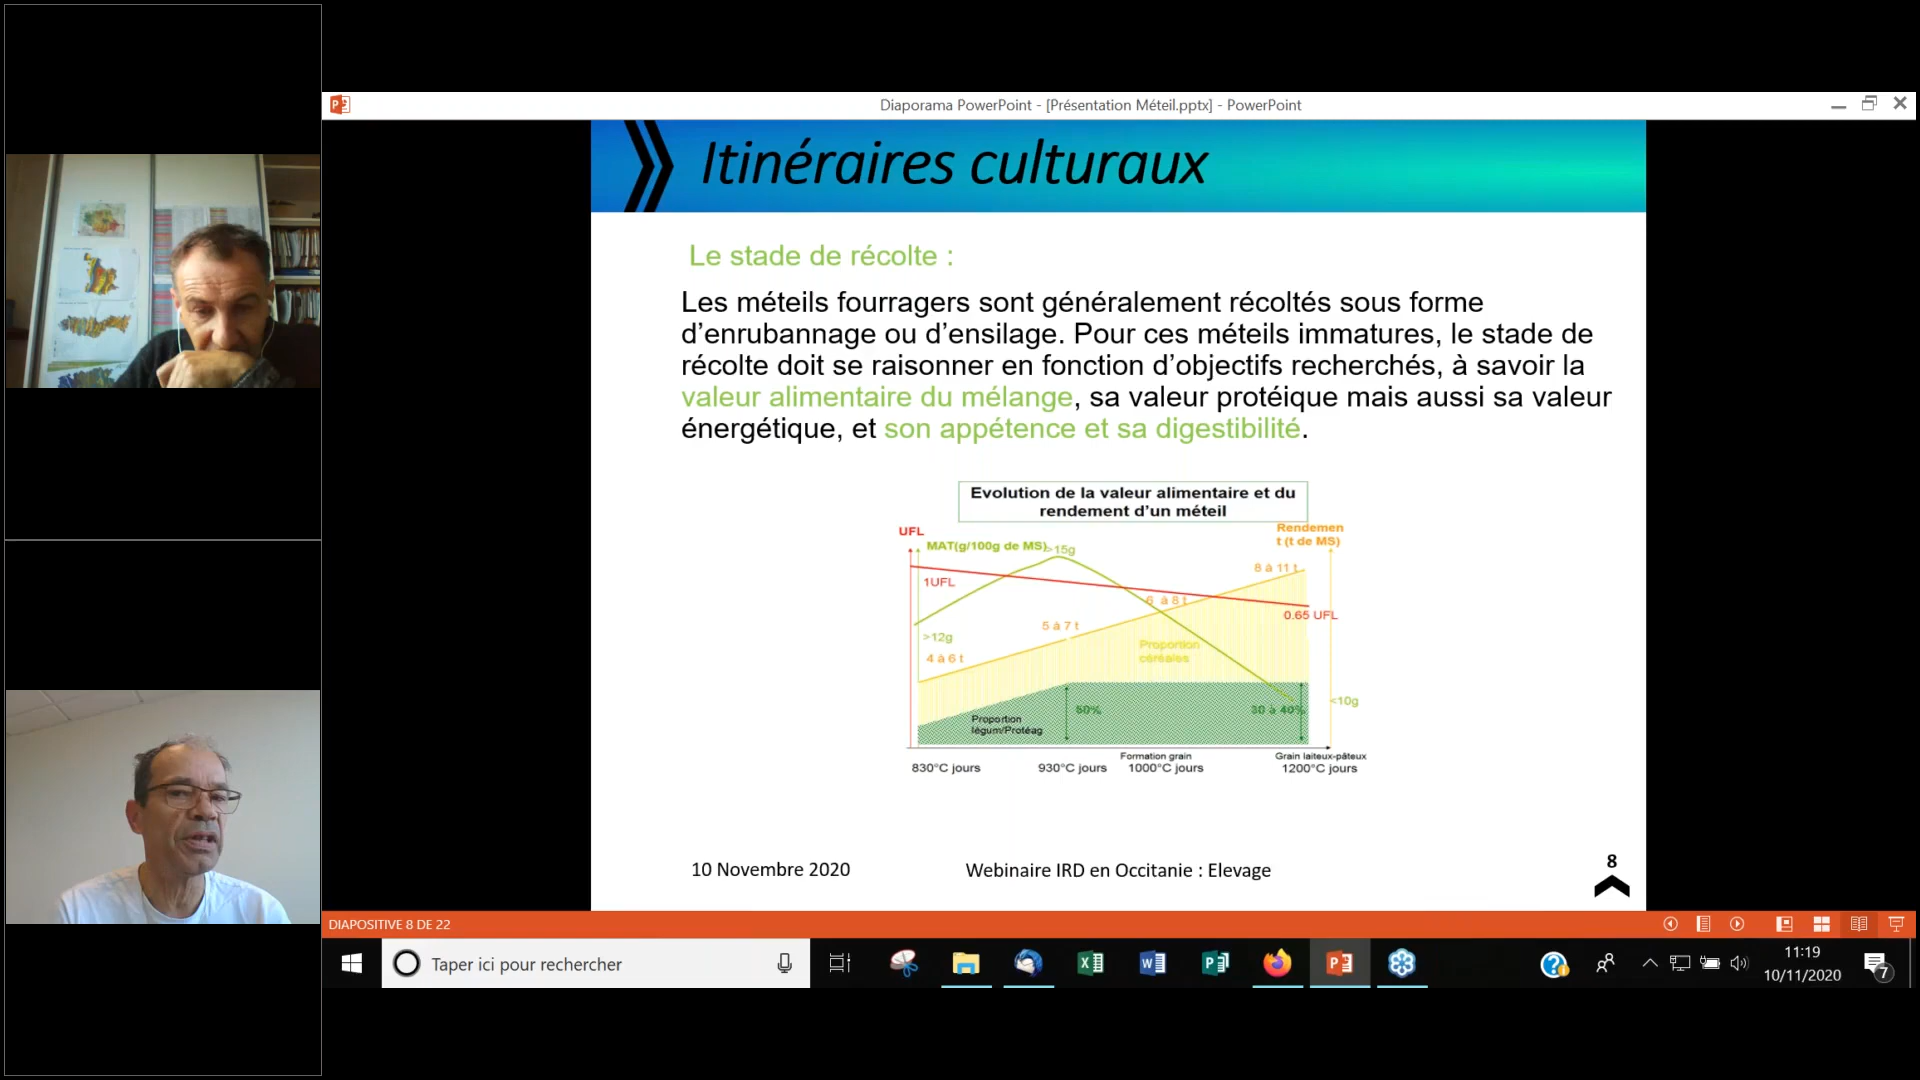 Diaporama PowerPoint - [Présentation Méteil.pptx] - PowerPoint
Itinéraires culturaux
Le stade de récolte :
Les méteils fourragers sont généralement récoltés sous forme
d’enrubannage ou d’ensilage. Pour ces méteils immatures, le stade de
récolte doit se raisonner en fonction d’objectifs recherchés, à savoir la
valeur alimentaire du mélange, sa valeur protéique mais aussi sa valeur
énergétique, et son appétence et sa digestibilité.
Evolution de la valeur alimentaire et du
rendement d’un méteil
UFL
Rendemen
t (t de MS)
MAT(g/100g de MS)
>15g
8 à 11 t
1UFL
6 à 8 t
0.65 UFL
5 à 7 t
>12g
4 à 6 t
Proportion
céréales
<10g
50%
30 à 40%
Proportion
légum/Protéag
Formation grain
Grain laiteux-pâteux
830°C jours
930°C jours
1000°C jours
1200°C jours
10 Novembre 2020
Webinaire IRD en Occitanie : Elevage
8
DIAPOSITIVE 8 DE 22
Taper ici pour rechercher
11:19
10/11/2020
7